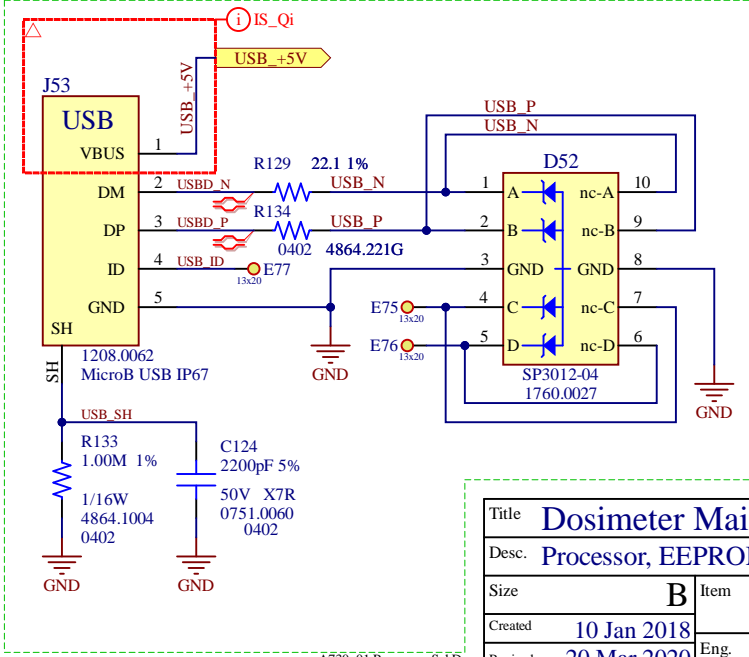 i IS_Qi
USB_+5V
J53
USB_+5V
USB
VBUS 1
USB_P
USB_N
D52
R129 22.1 1%
DM 2 USBD_N USB_N 1 A nc-A 10
R134
DP 3 USBD_P USB_P 2 B nc-B 9
0402 4864.221G
ID 4 USB_ID E77 3 GND GND 8
13x20
GND 5 E75 4 C nc-C 7
13x20
SH
E76 5 D nc-D 6
13x20
1208.0062
MicroB USB IP67
SH
GND
SP3012-04
1760.0027
GND
USB_SH
R133
1.00M 1%
1/16W
4864.1004
0402
C124
2200pF 5%
50V X7R
0751.0060
0402
GND
GND
Title Dosimeter Mai
Desc. Processor, EEPRO
Size B Item
Created 10 Jan 2018
20 Mar 2020 Eng.